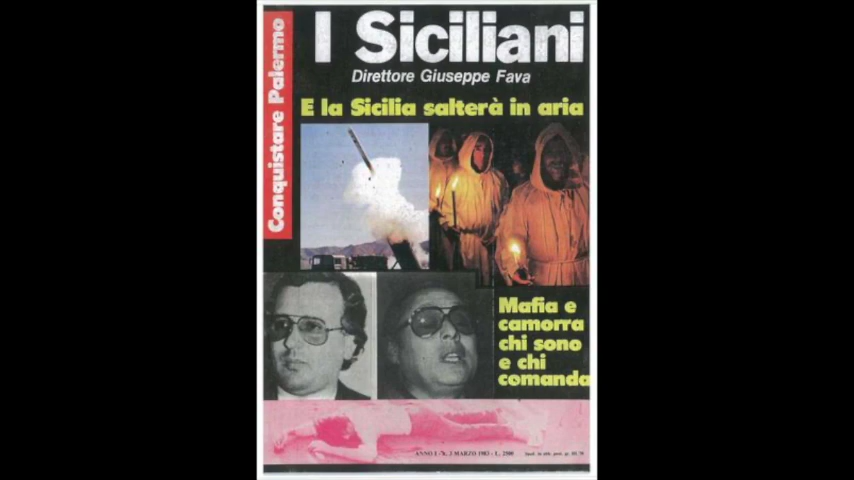 Conquistare Palermo
I Siciliani
Direttore Giuseppe Fava
E la Sicilia salterà in aria
Mafia e
camorra
chi sono
e chi
comanda
ANNO I - N. 3 MARZO 1983 - L. 2500